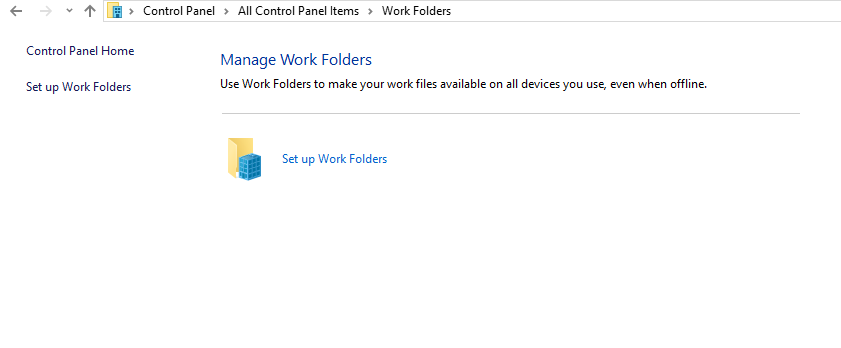 Control Panel > All Control Panel Items > Work Folders
Control Panel Home
Set up Work Folders
Manage Work Folders
Use Work Folders to make your work files available on all devices you use, even when offline.
Set up Work Folders